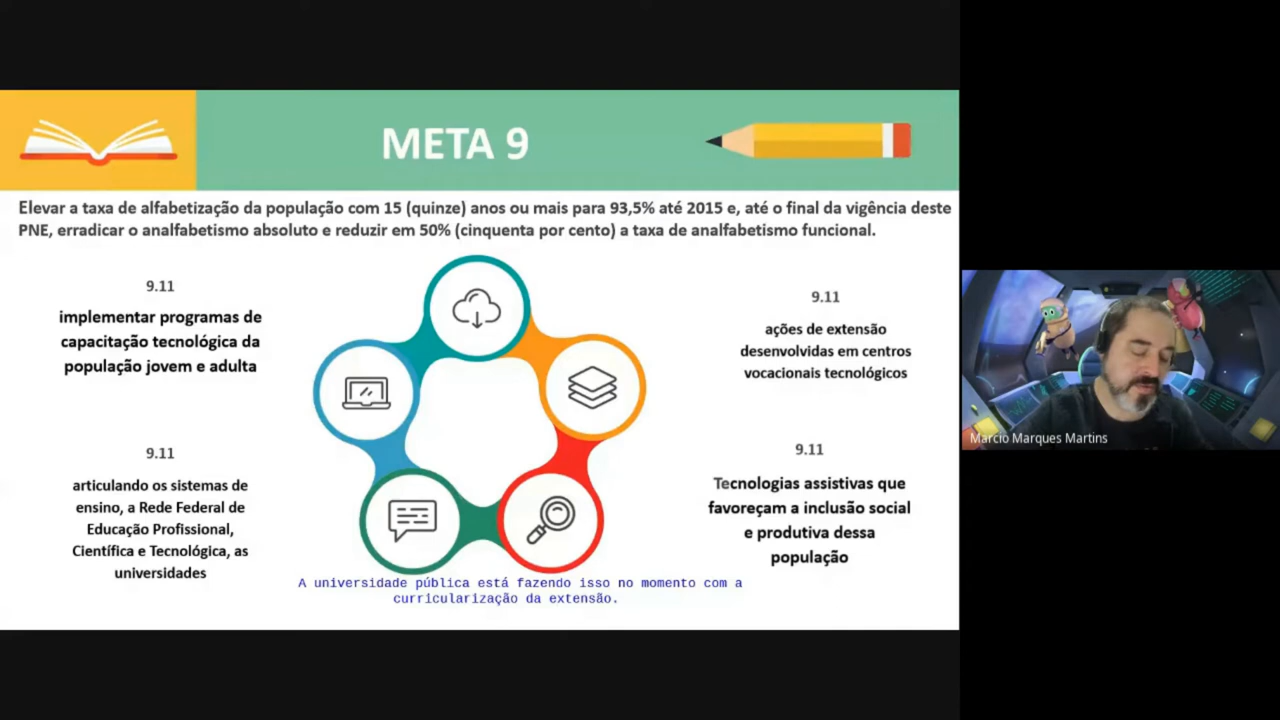 META 9
Elevar a taxa de alfabetização da população com 15 (quinze) anos ou mais para 93,5% até 2015 e, até o final da vigência deste
PNE, erradicar o analfabetismo absoluto e reduzir em 50% (cinquenta por cento) a taxa de analfabetismo funcional.
9.11
implementar programas de
capacitação tecnológica da
população jovem e adulta
9.11
articulando os sistemas de
ensino, a Rede Federal de
Educação Profissional,
Científica e Tecnológica, as
universidades
9.11
ações de extensão
desenvolvidas em centros
vocacionais tecnológicos
9.11
Tecnologias assistivas que
favoreçam a inclusão social
e produtiva dessa
população
A universidade pública está fazendo isso no momento com a
curricularização da extensão.
Marcio Marques Martins